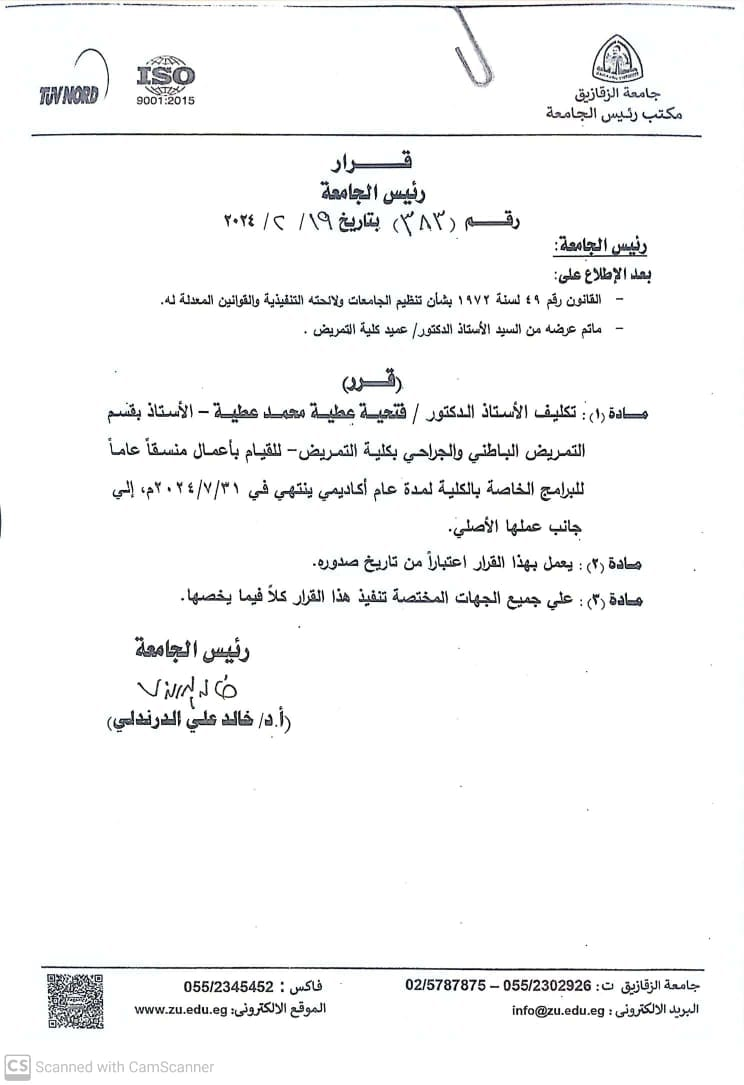 TÜV NORD
ISO
9001:2015
جامعة الزقازيق
مكتب رئيس الجامعة
قـــرار
رئيس الجامعة
رقـــم (٣٨٣) بتاريخ ١٩/ ٢/ ٢٠٢٤
رئيس الجامعة:
بعد الإطلاع على:
– القانون رقم ٤٩ لسنة ١٩٧٢ بشأن تنظيم الجامعات ولائحته التنفيذية والقوانين المعدلة له.
– ماتم عرضه من السيد الأستاذ الدكتور/ عميد كلية التمريض .
(قــرر)
مــادة (١): تكليف الأستاذ الدكتور / فتحية عطية محمد عطية – الأستاذ بقسم
التمريض الباطني والجراحي بكلية التمريض– للقيام بأعمال منسقاً عاماً
للبرامج الخاصة بالكلية لمدة عام أكاديمي ينتهي في ٢٠٢٤/٧/٣١م، إلي
جانب عملها الأصلي.
مــادة (٢): يعمل بهذا القرار اعتباراً من تاريخ صدوره.
مــادة (٣): علي جميع الجهات المختصة تنفيذ هذا القرار كلاً فيما يخصها.
رئيس الجامعة
(أ.د/ خالد علي الدرندلي)
جامعة الزقازيق ت: 055/2302926 – 02/5787875 فاكس : 055/2345452
البريد الالكترونى : info@zu.edu.eg الموقع الالكترونى: www.zu.edu.eg
CS Scanned with CamScanner